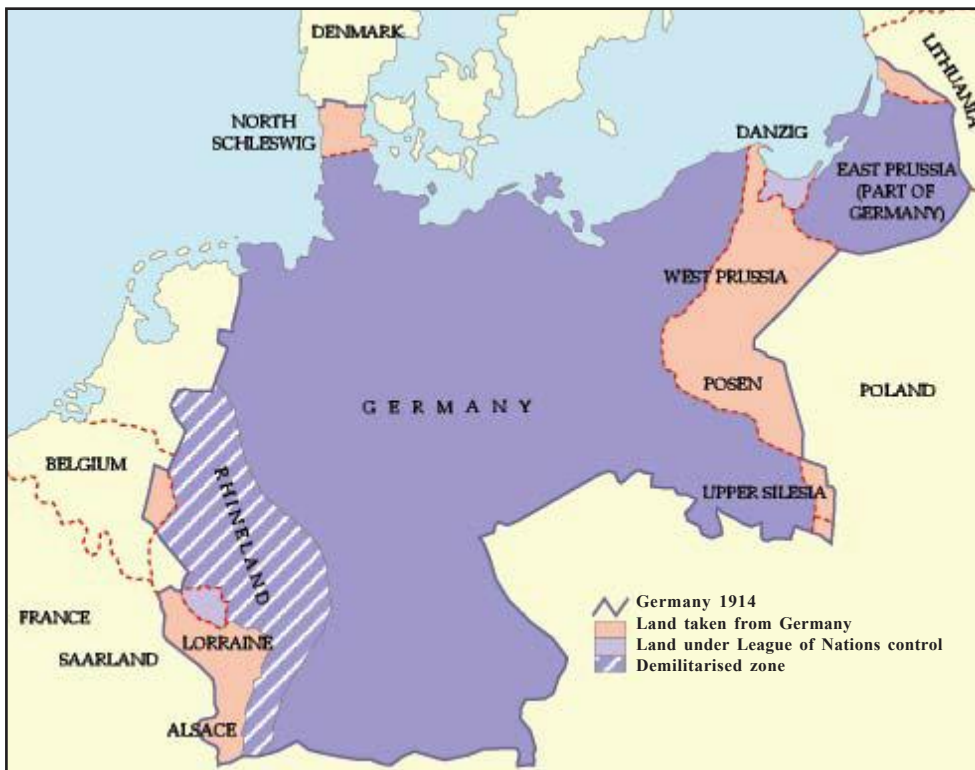 DENMARK
LITHUANIA
NORTH
SCHLESWIG
DANZIG
EAST PRUSSIA
(PART OF
GERMANY)
WEST PRUSSIA
GERMANY
POSEN
POLAND
BELGIUM
RHINELAND
UPPER SILESIA
FRANCE
LORRAINE
SAARLAND
ALSACE
Germany 1914
Land taken from Germany
Land under League of Nations control
Demilitarised zone